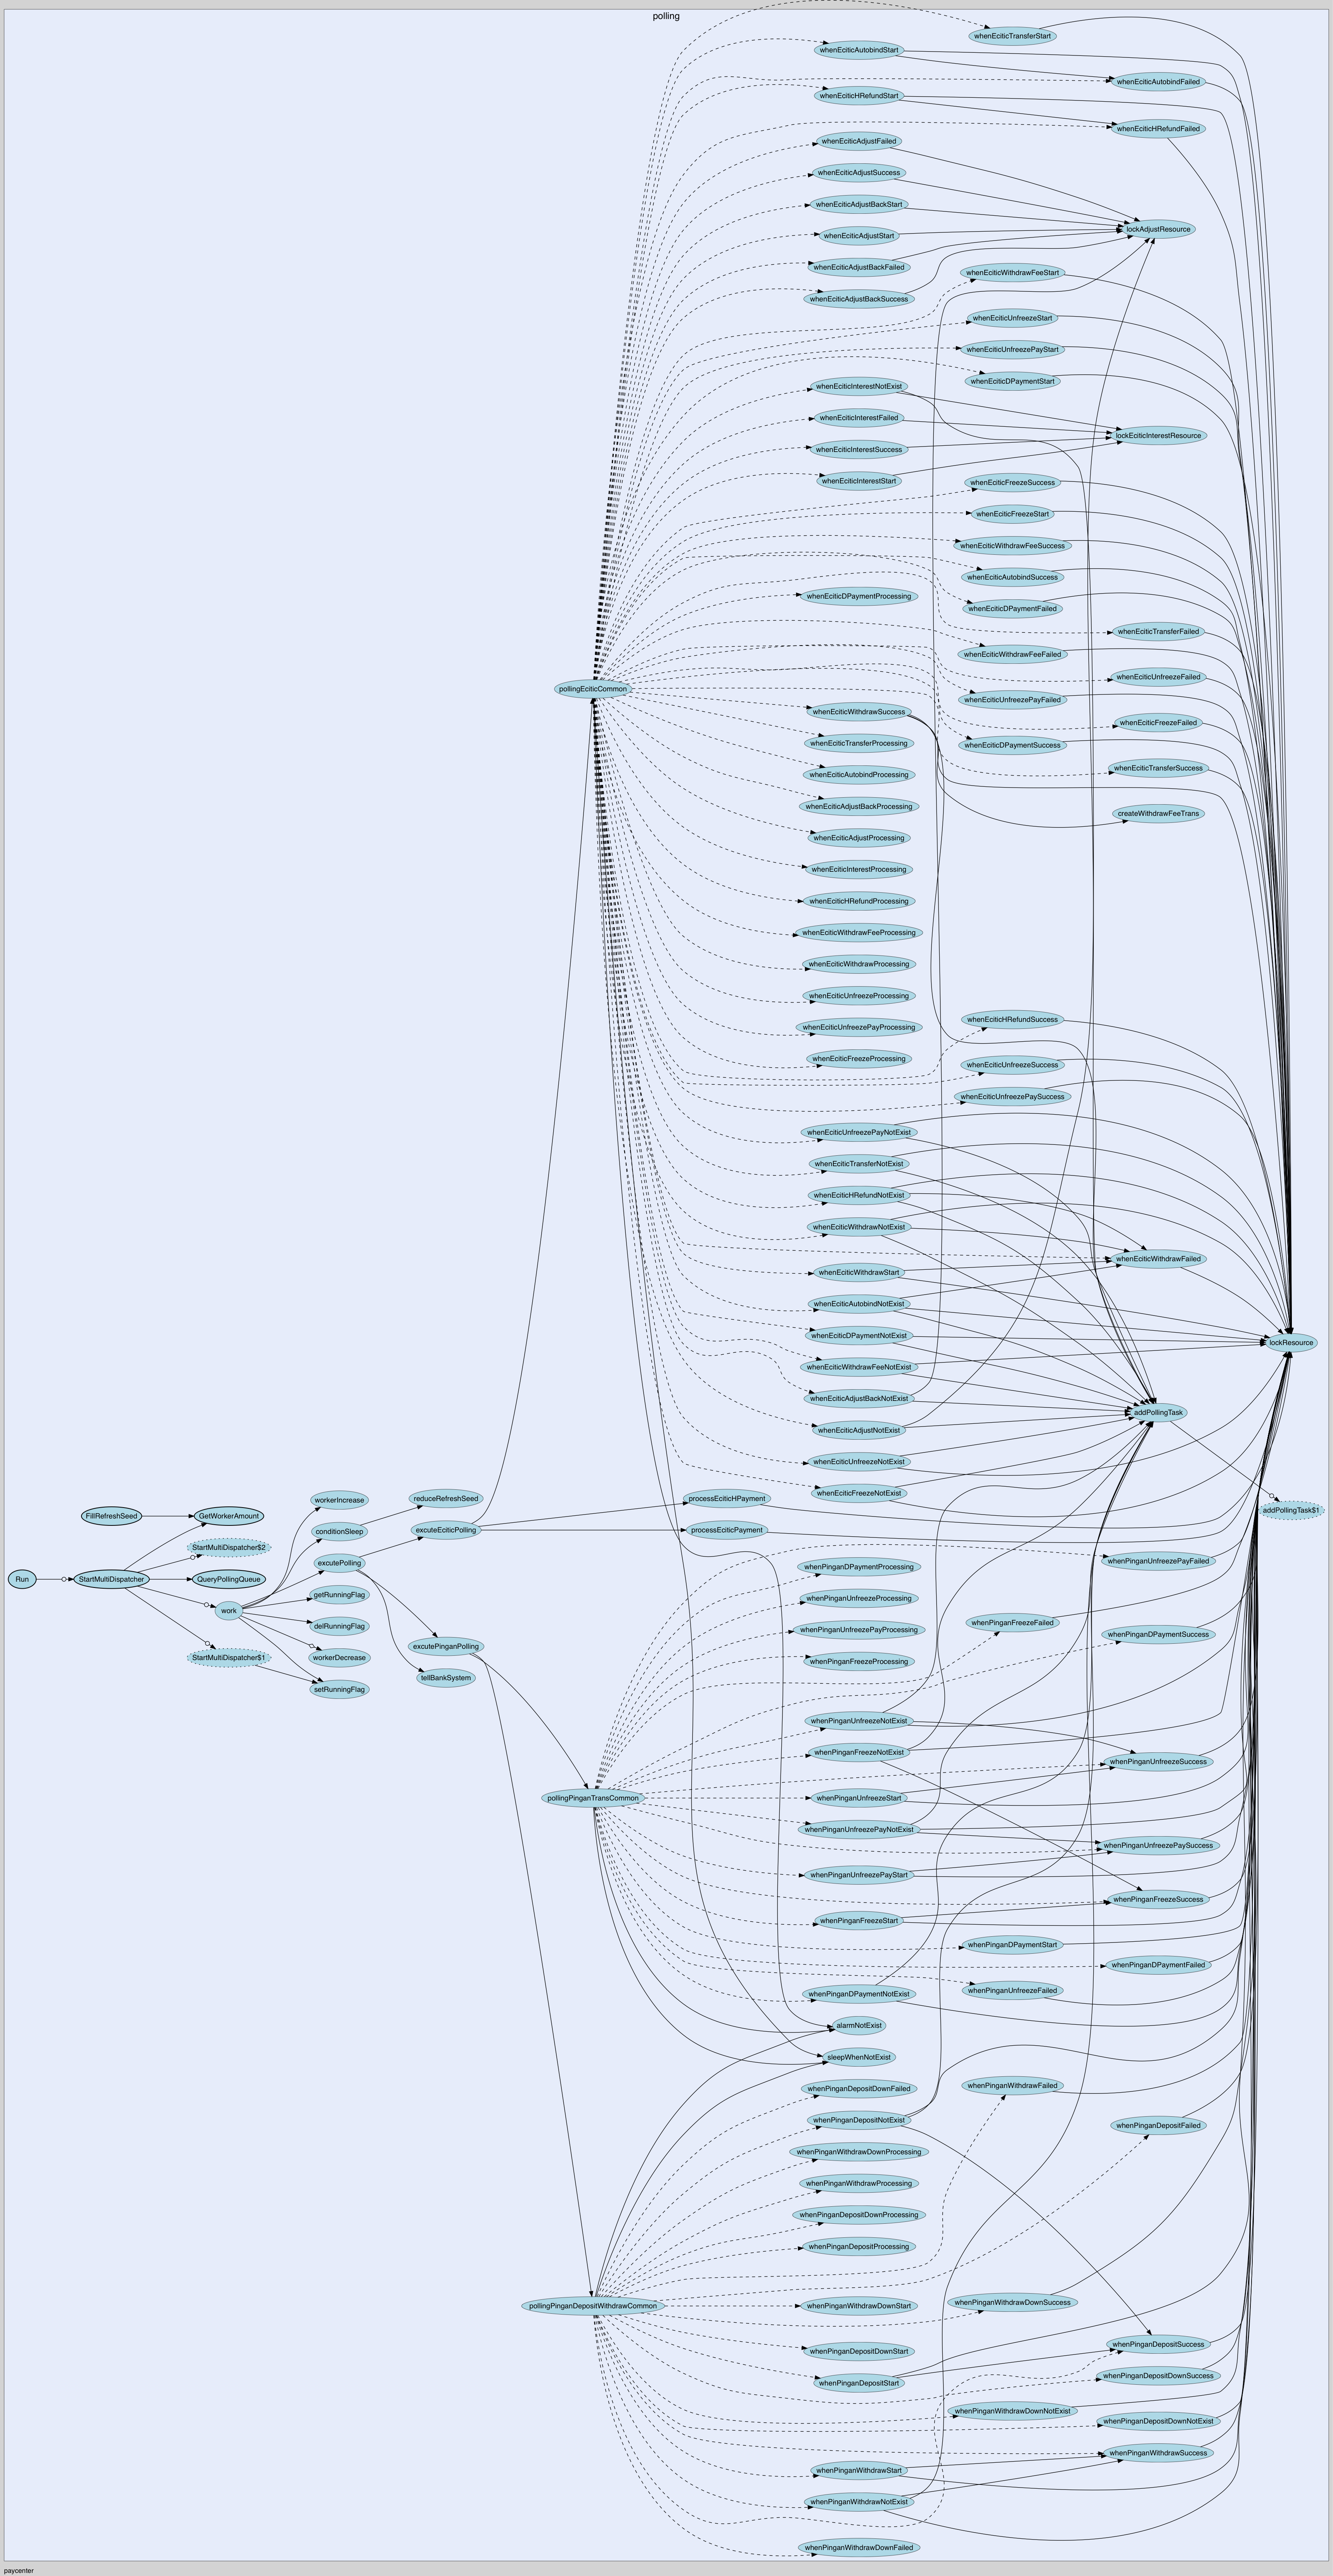 polling
whenEciticTransferStart
whenEciticAutobindStart
whenEciticAutobindFailed
whenEciticHRefundStart
whenEciticHRefundFailed
whenEciticAdjustFailed
whenEciticAdjustSuccess
whenEciticAdjustBackStart
lockAdjustResource
whenEciticAdjustStart
whenEciticAdjustBackFailed
whenEciticWithdrawFeeStart
whenEciticAdjustBackSuccess
whenEciticUnfreezeStart
whenEciticUnfreezePayStart
whenEciticDPaymentStart
whenEciticInterestNotExist
whenEciticInterestFailed
lockEciticInterestResource
whenEciticInterestSuccess
whenEciticInterestStart
whenEciticFreezeSuccess
whenEciticFreezeStart
whenEciticWithdrawFeeSuccess
whenEciticAutobindSuccess
whenEciticDPaymentProcessing
whenEciticDPaymentFailed
whenEciticTransferFailed
whenEciticWithdrawFeeFailed
whenEciticUnfreezeFailed
pollingEciticCommon
whenEciticUnfreezePayFailed
whenEciticWithdrawSuccess
whenEciticFreezeFailed
whenEciticTransferProcessing
whenEciticDPaymentSuccess
whenEciticTransferSuccess
whenEciticAutobindProcessing
whenEciticAdjustBackProcessing
createWithdrawFeeTrans
whenEciticAdjustProcessing
whenEciticInterestProcessing
whenEciticHRefundProcessing
whenEciticWithdrawFeeProcessing
whenEciticWithdrawProcessing
whenEciticUnfreezeProcessing
whenEciticHRefundSuccess
whenEciticUnfreezePayProcessing
whenEciticFreezeProcessing
whenEciticUnfreezeSuccess
whenEciticUnfreezePaySuccess
whenEciticUnfreezePayNotExist
whenEciticTransferNotExist
whenEciticHRefundNotExist
whenEciticWithdrawNotExist
whenEciticWithdrawFailed
whenEciticWithdrawStart
whenEciticAutobindNotExist
whenEciticDPaymentNotExist
lockResource
whenEciticWithdrawFeeNotExist
whenEciticAdjustBackNotExist
addPollingTask
whenEciticAdjustNotExist
whenEciticUnfreezeNotExist
whenEciticFreezeNotExist
workerIncrease
reduceRefreshSeed
processEciticHPayment
addPollingTask$1
FillRefreshSeed
GetWorkerAmount
conditionSleep
excuteEciticPolling
processEciticPayment
StartMultiDispatcher$2
excutePolling
whenPinganUnfreezePayFailed
whenPinganDPaymentProcessing
Run
StartMultiDispatcher
QueryPollingQueue
getRunningFlag
whenPinganUnfreezeProcessing
work
delRunningFlag
whenPinganFreezeFailed
whenPinganUnfreezePayProcessing
whenPinganDPaymentSuccess
excutePinganPolling
StartMultiDispatcher$1
workerDecrease
whenPinganFreezeProcessing
tellBankSystem
setRunningFlag
whenPinganUnfreezeNotExist
whenPinganFreezeNotExist
whenPinganUnfreezeSuccess
pollingPinganTransCommon
whenPinganUnfreezeStart
whenPinganUnfreezePayNotExist
whenPinganUnfreezePaySuccess
whenPinganUnfreezePayStart
whenPinganFreezeSuccess
whenPinganFreezeStart
whenPinganDPaymentStart
whenPinganDPaymentFailed
whenPinganUnfreezeFailed
whenPinganDPaymentNotExist
alarmNotExist
sleepWhenNotExist
whenPinganWithdrawFailed
whenPinganDepositDownFailed
whenPinganDepositNotExist
whenPinganDepositFailed
whenPinganWithdrawDownProcessing
whenPinganWithdrawProcessing
whenPinganDepositDownProcessing
whenPinganDepositProcessing
whenPinganWithdrawDownSuccess
pollingPinganDepositWithdrawCommon
whenPinganWithdrawDownStart
whenPinganDepositSuccess
whenPinganDepositDownStart
whenPinganDepositDownSuccess
whenPinganDepositStart
whenPinganWithdrawDownNotExist
whenPinganDepositDownNotExist
whenPinganWithdrawSuccess
whenPinganWithdrawStart
whenPinganWithdrawNotExist
whenPinganWithdrawDownFailed
paycenter